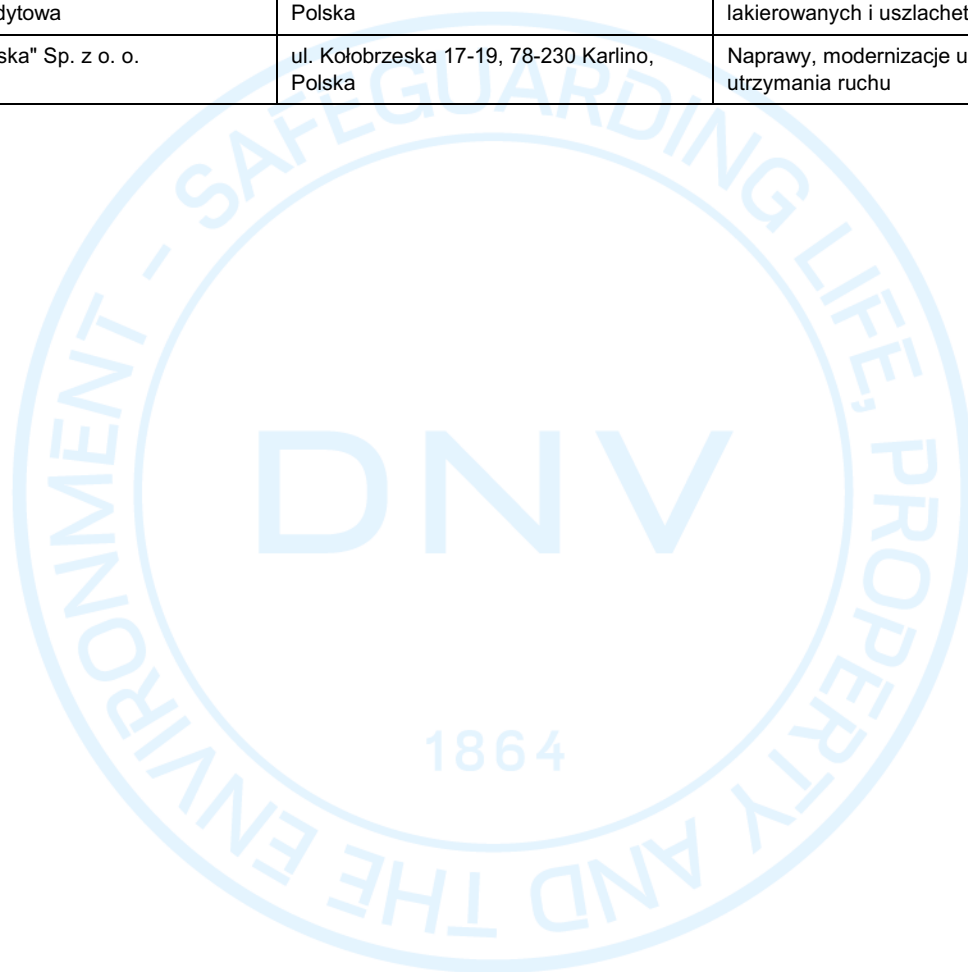 dytowa
Polska
lakierowanych i uszlachet
ska" Sp. z o. o.
ul. Kołobrzeska 17-19, 78-230 Karlino,
Polska
Naprawy, modernizacje u
utrzymania ruchu
SAFEGUARDING LIFE, PROPERTY AND THE ENVIRONMENT -
DNV
1864